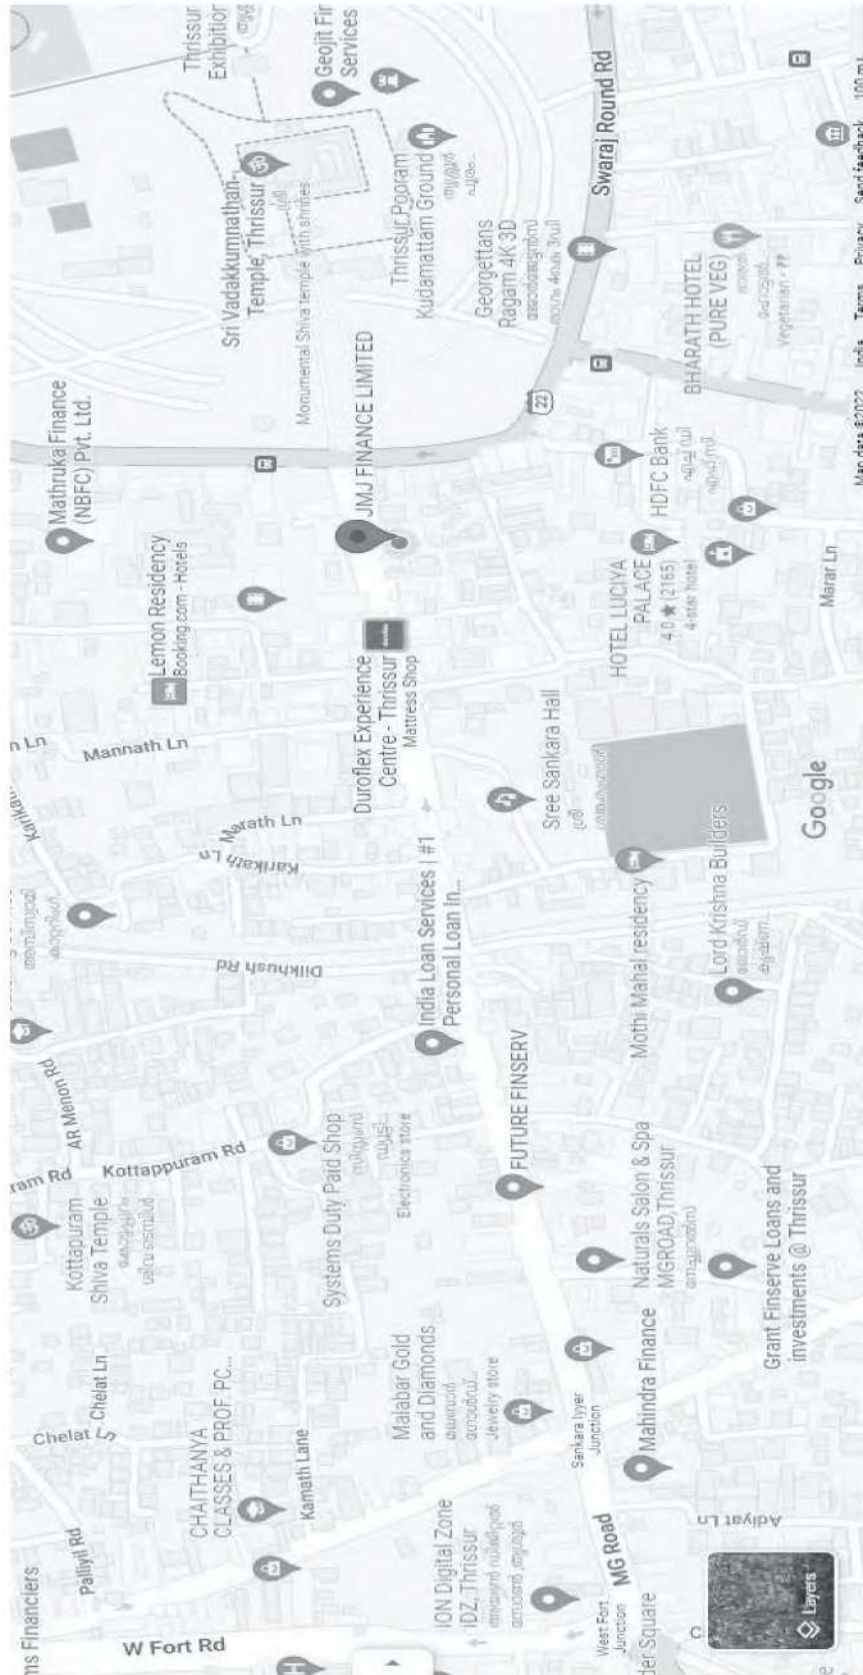 Thrissur
Exhibition
Geojit Fin
Services
Sri Vadakkumnathan
Temple, Thrissur
ശ്രീ
Monumental Shiva temple with shrines
Thrissur Pooram
Kudamattam Ground
തൃശ്ശൂർ
പൂരം...
Georgettans
Ragam 4K 3D
Swaraj Round Rd
BHARATH HOTEL
(PURE VEG)
Vegetarian • ₹₹
22
Mathruka Finance
(NBFC) Pvt. Ltd.
JMJ FINANCE LIMITED
HDFC Bank
Lemon Residency
Booking.com - Hotels
HOTEL LUCIYA
PALACE
4.0 ★ (2165)
4-star hotel
Marar Ln
Duroflex Experience
Centre - Thrissur
Mattress Shop
Mannath Ln
Marath Ln
Karikath Ln
Sree Sankara Hall
ശ്രീ
Google
Dilkhush Rd
India Loan Services | #1
Personal Loan In...
Mothi Mahal residency
Lord Krishna Builders
AR Menon Rd
Kottappuram Rd
ram Rd
Systems Duty Paid Shop
Electronics store
FUTURE FINSERV
Kottapuram
Shiva Temple
Naturals Salon & Spa
MGROAD,Thrissur
Grant Finserve Loans and
investments @ Thrissur
Chelat Ln
Chelat Ln
Malabar Gold
and Diamonds
Jewelry store
Sankara Iyyer
Junction
Mahindra Finance
CHAITHANYA
CLASSES & PROF. PC...
Kamath Lane
Palliyil Rd
ION Digital Zone
IDZ, Thrissur
Adiyat Ln
MG Road
West Fort
Junction
W Fort Rd
ms Financiers
der Square
Layers
Map data ©2022 India Terms Privacy Send feedback 100 m